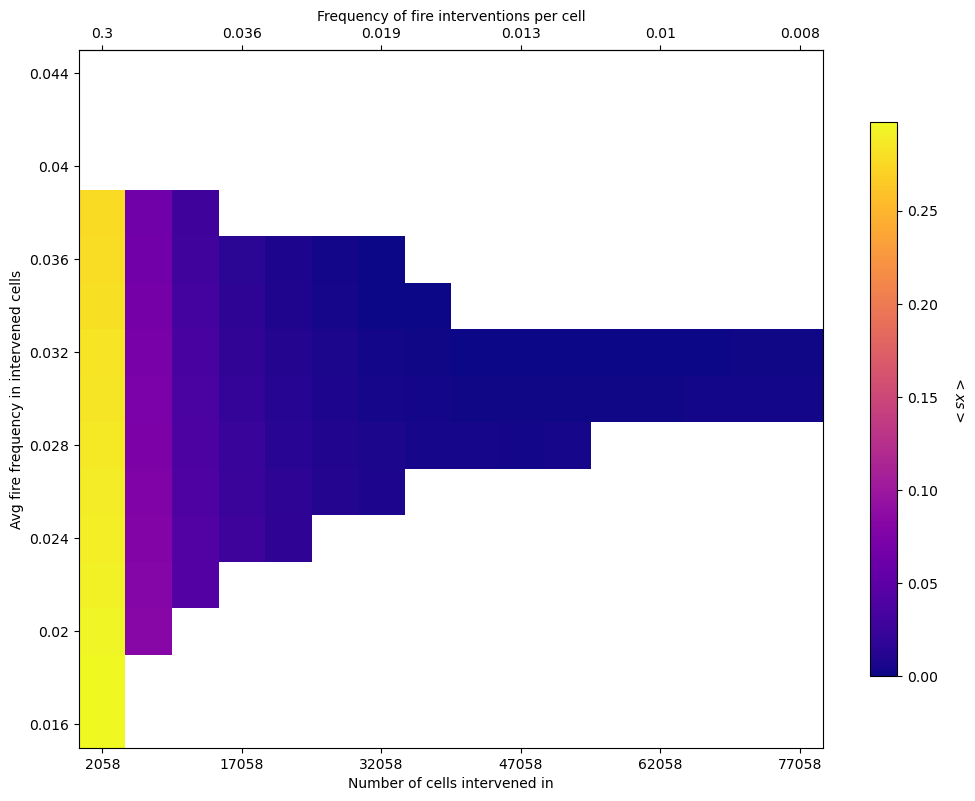 Frequency of fire interventions per cell
0.3 0.036 0.019 0.013 0.01 0.008
0.044
0.04
0.036
0.032
0.028
0.024
0.02
0.016
Avg fire frequency in intervened cells
2058 17058 32058 47058 62058 77058
Number of cells intervened in
0.25
0.20
0.15
0.10
0.05
0.00
< sx >